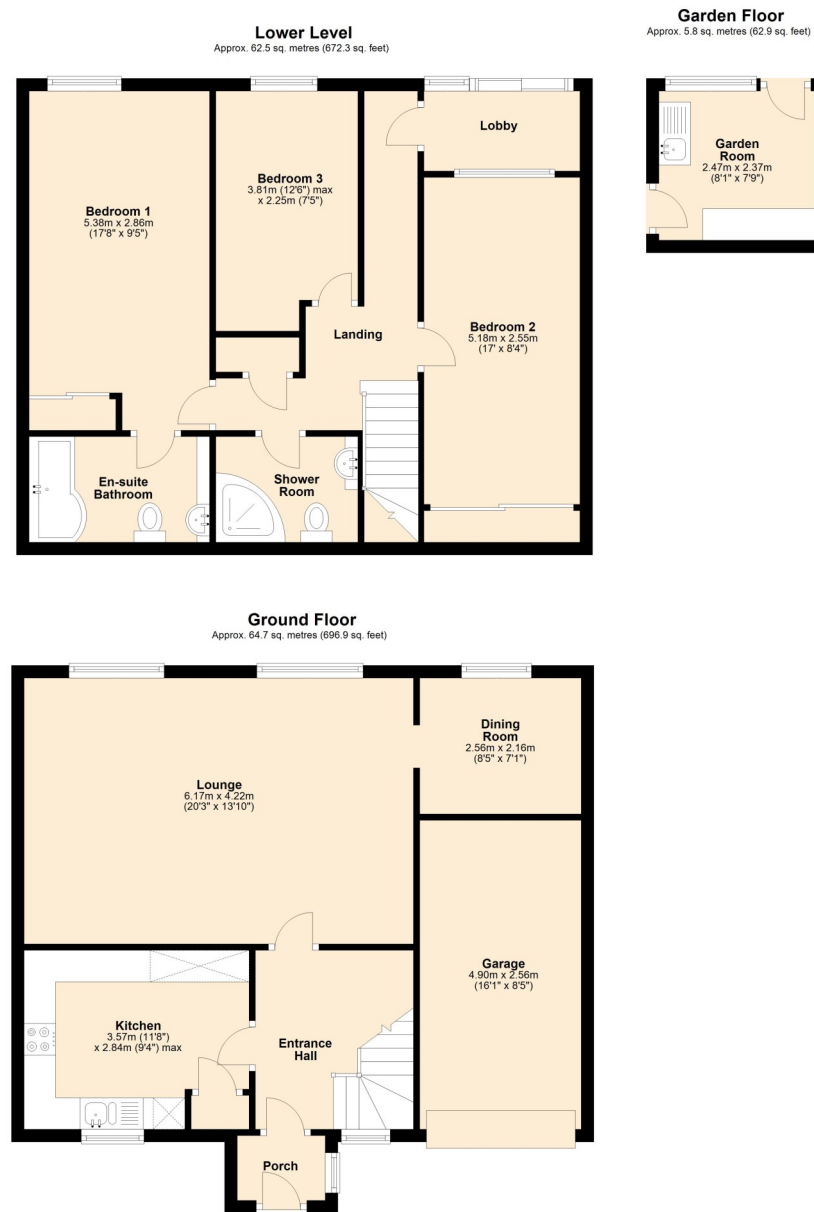 Lower Level
Approx. 62.5 sq. metres (672.3 sq. feet)
Lobby
Bedroom 3
3.81m (12'6") max
x 2.25m (7'5")
Bedroom 1
5.38m x 2.86m
(17'8" x 9'5")
Landing
Bedroom 2
5.18m x 2.55m
(17' x 8'4")
En-suite
Bathroom
Shower
Room
Garden Floor
Approx. 5.8 sq. metres (62.9 sq. feet)
Garden
Room
2.47m x 2.37m
(8'1" x 7'9")
Ground Floor
Approx. 64.7 sq. metres (696.9 sq. feet)
Dining
Room
2.56m x 2.16m
(8'5" x 7'1")
Lounge
6.17m x 4.22m
(20'3" x 13'10")
Garage
4.90m x 2.56m
(16'1" x 8'5")
Kitchen
3.57m (11'8")
x 2.84m (9'4") max
Entrance
Hall
Porch